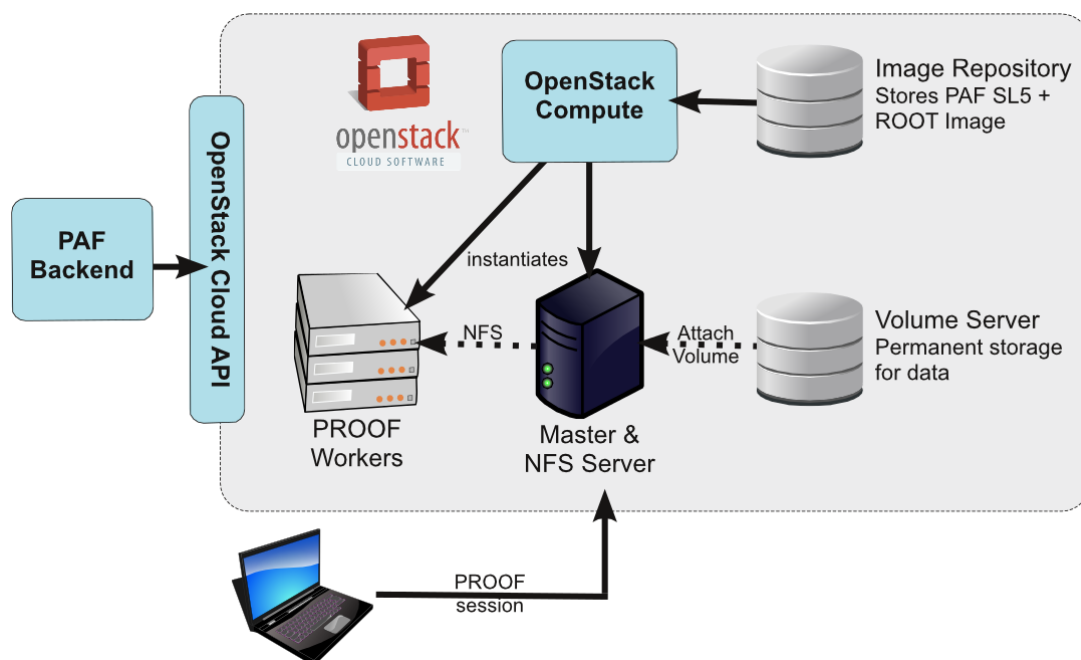 OpenStack
Compute
Image Repository
Stores PAF SL5 +
ROOT Image
openstack™
CLOUD SOFTWARE
OpenStack Cloud API
PAF
Backend
instantiates
NFS
Attach
Volume
Volume Server
Permanent storage
for data
PROOF
Workers
Master &
NFS Server
PROOF
session